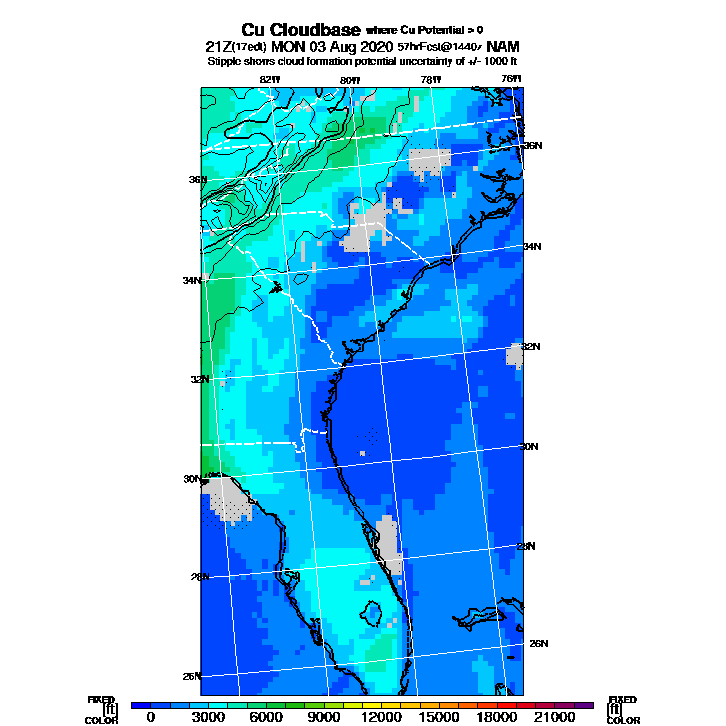 Cu Cloudbase where Cu Potential > 0
21Z(17edt) MON 03 Aug 2020 57hrFcst@1440z NAM
Stipple shows cloud formation potential uncertainty of +/- 1000 ft
82W 80W 78W 76W
36N
36N
34N
34N
32N
32N
30N
30N
28N
28N
26N
26N
FIXED FIXED
[ft] [ft]
COLOR COLOR
0 3000 6000 9000 12000 15000 18000 21000